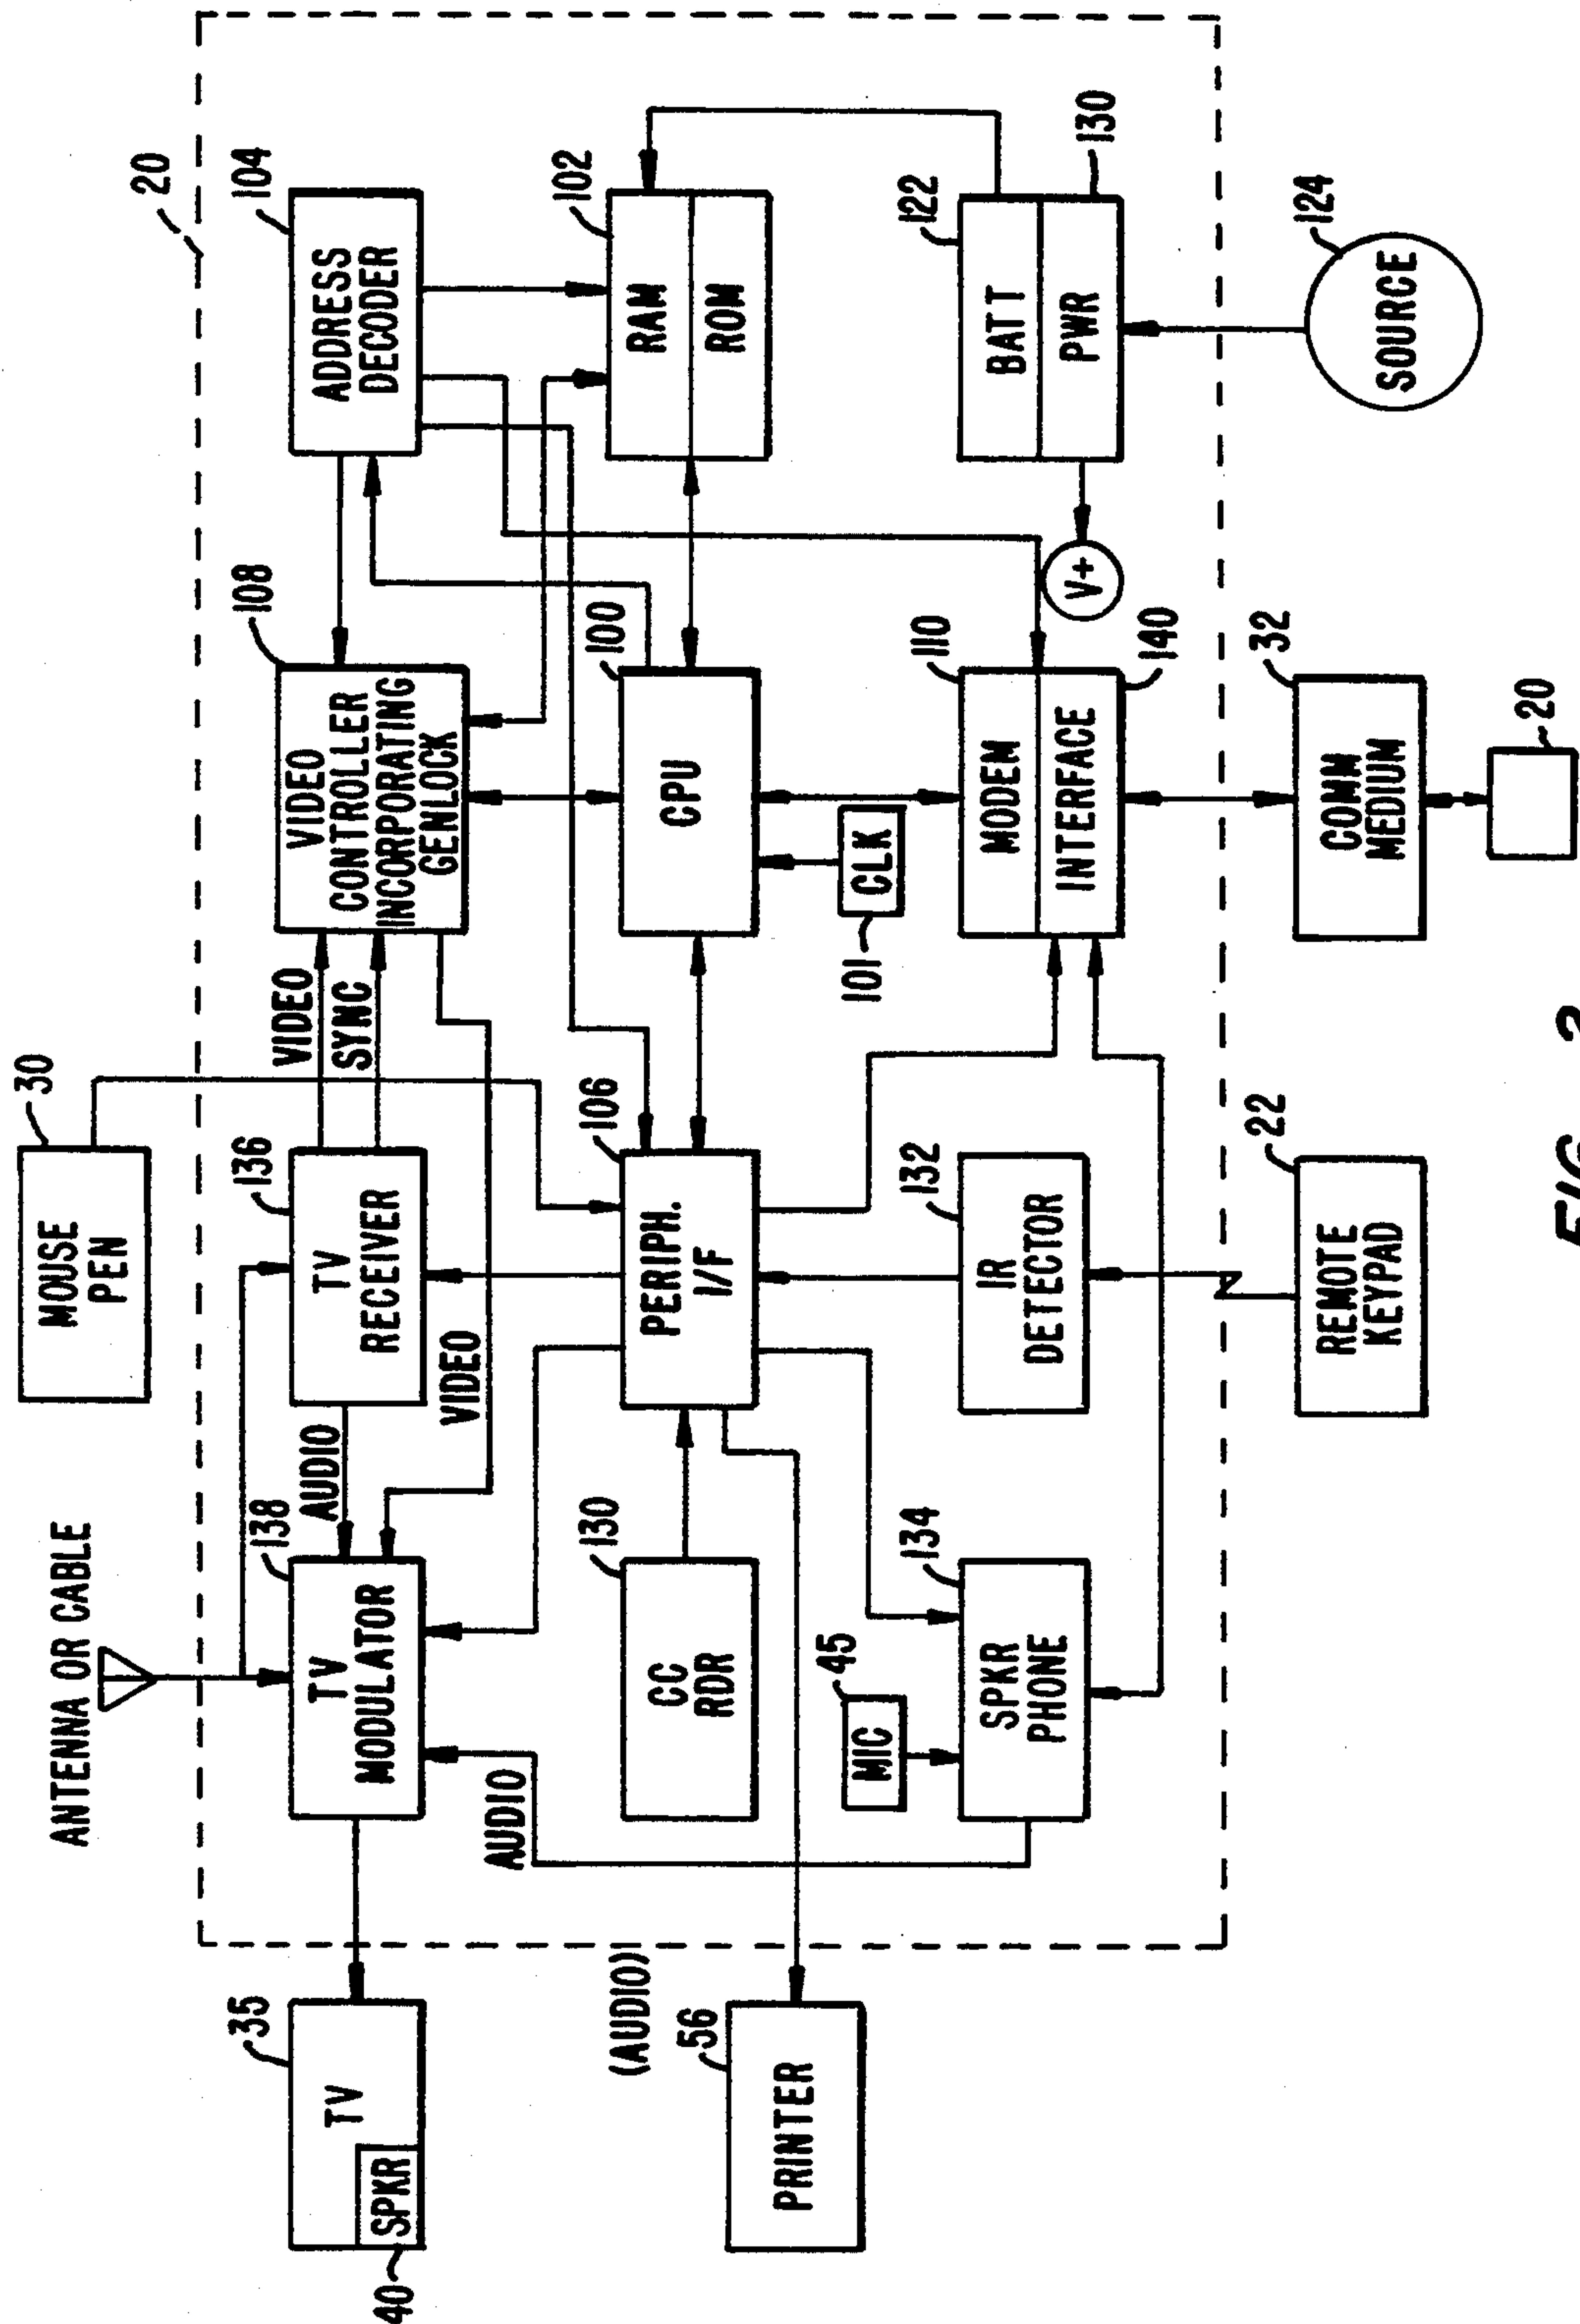 ANTENNA OR CABLE
MOUSE
PEN
30
20
35
TV
SPKR
40
138
TV
MODULATOR
AUDIO
136
TV
RECEIVER
VIDEO
SYNC
VIDEO
108
VIDEO
CONTROLLER
INCORPORATING
GENLOCK
104
ADDRESS
DECODER
AUDIO
(AUDIO)
56
PRINTER
130
CC
RDR
106
PERIPH.
I/F
100
CPU
102
RAM
ROM
45
MIC
134
SPKR
PHONE
132
IR
DETECTOR
101
CLK
110
MODEM
INTERFACE
140
V+
122
BATT
PWR
130
22
REMOTE
KEYPAD
32
COMM
MEDIUM
20
124
SOURCE